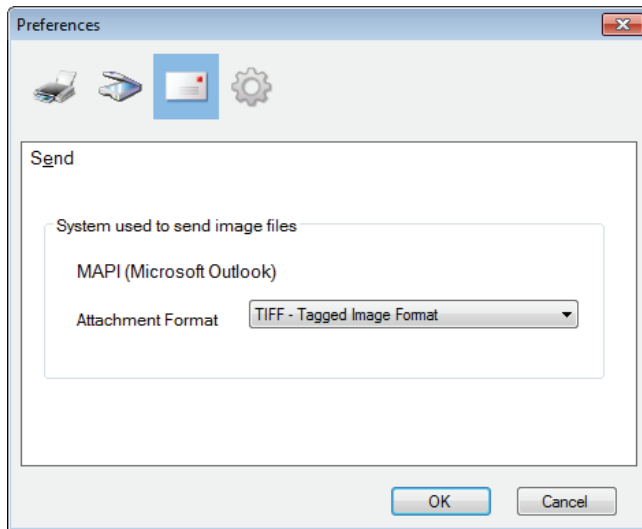 Preferences
Send
System used to send image files
MAPI (Microsoft Outlook)
Attachment Format TIFF - Tagged Image Format
OK Cancel